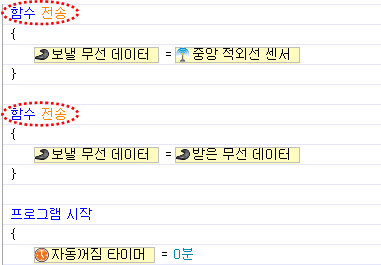 함수 전송
{
보낼 무선 데이터 = 중앙 적외선 센서
}
함수 전송
{
보낼 무선 데이터 = 받은 무선 데이터
}
프로그램 시작
{
자동꺼짐 타이머 = 0분